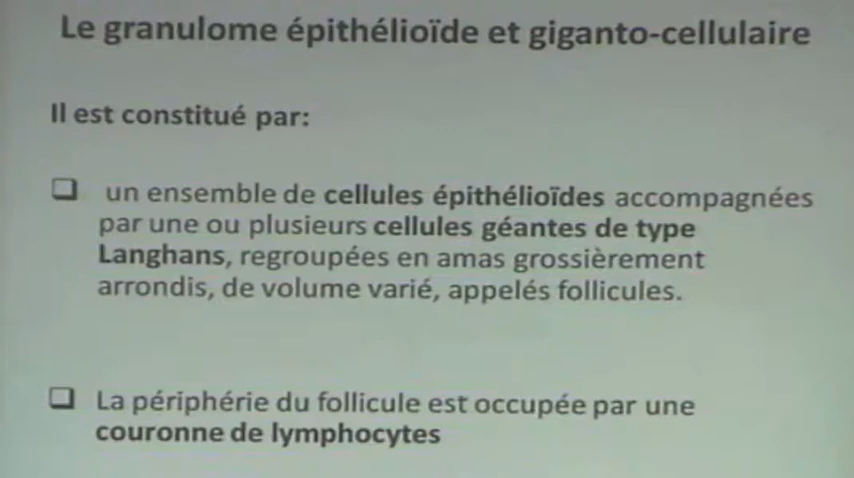 Le granulome épithélioïde et giganto-cellulaire
Il est constitué par:
❑ un ensemble de cellules épithélioïdes accompagnées
par une ou plusieurs cellules géantes de type
Langhans, regroupées en amas grossièrement
arrondis, de volume varié, appelés follicules.
❑ La périphérie du follicule est occupée par une
couronne de lymphocytes